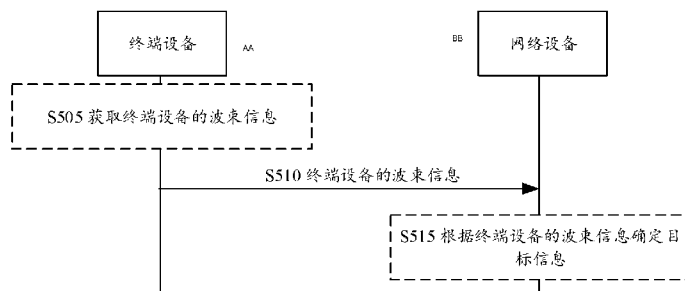 终端设备
AA
BB
网络设备
S505 获取终端设备的波束信息
S510 终端设备的波束信息
S515 根据终端设备的波束信息确定目
标信息